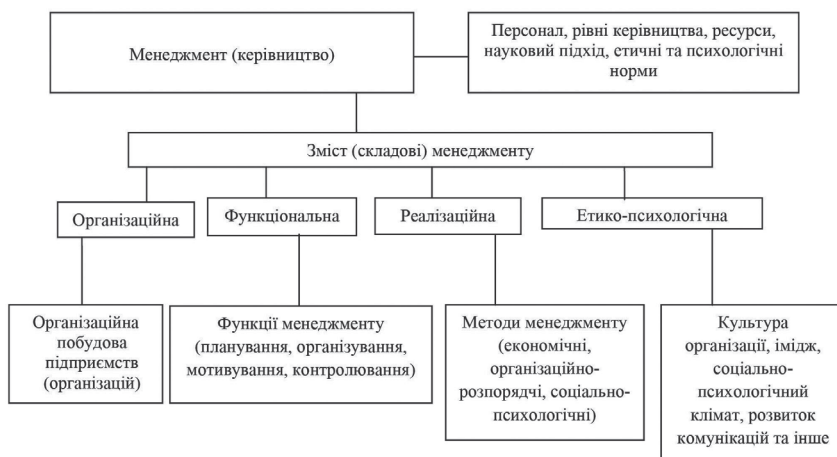 Менеджмент (керівництво)
Персонал, рівні керівництва, ресурси,
науковий підхід, етичні та психологічні
норми
Зміст (складові) менеджменту
Організаційна
Функціональна
Реалізаційна
Етико-психологічна
Організаційна
побудова
підприємств
(організацій)
Функції менеджменту
(планування, організування,
мотивування, контролювання)
Методи менеджменту
(економічні,
організаційно-
розпорядчі, соціально-
психологічні)
Культура
організації, імідж,
соціально-
психологічний
клімат, розвиток
комунікацій та інше